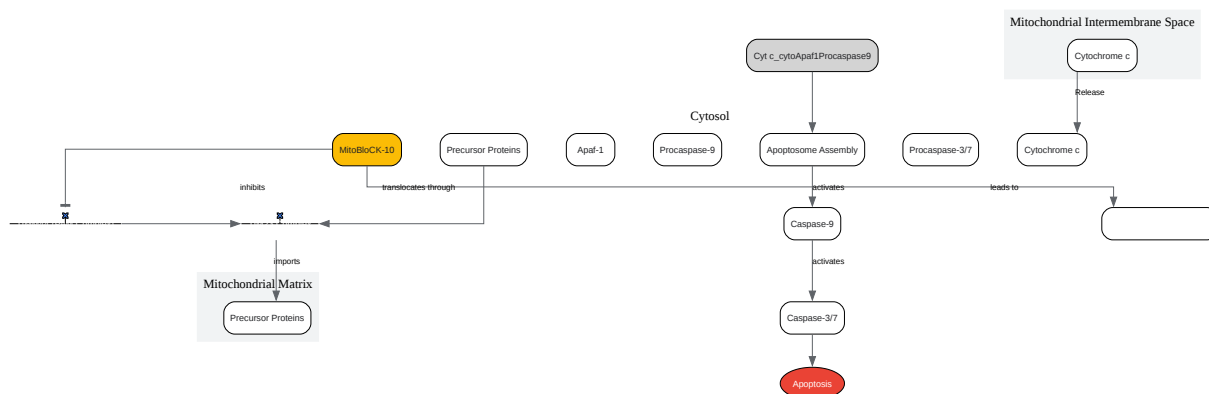 Mitochondrial Intermembrane Space
Cyt c_cytoApaf1Procaspase9
Cytochrome c
Release
Cytosol
MitoBloCK-10
Precursor Proteins
Apaf-1
Procaspase-9
Apoptosome Assembly
Procaspase-3/7
Cytochrome c
inhibits
translocates through
activates
leads to
Caspase-9
imports
activates
Mitochondrial Matrix
Precursor Proteins
Caspase-3/7
Apoptosis